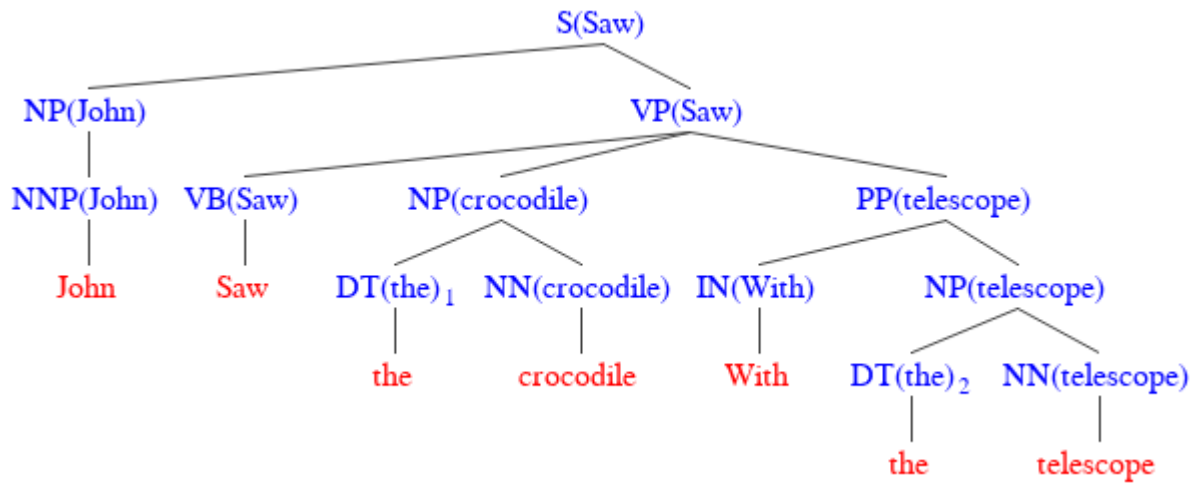 S(Saw)
NP(John) VP(Saw)
NNP(John) VB(Saw) NP(crocodile) PP(telescope)
John Saw DT(the)1 NN(crocodile) IN(With) NP(telescope)
the crocodile With DT(the)2 NN(telescope)
the telescope